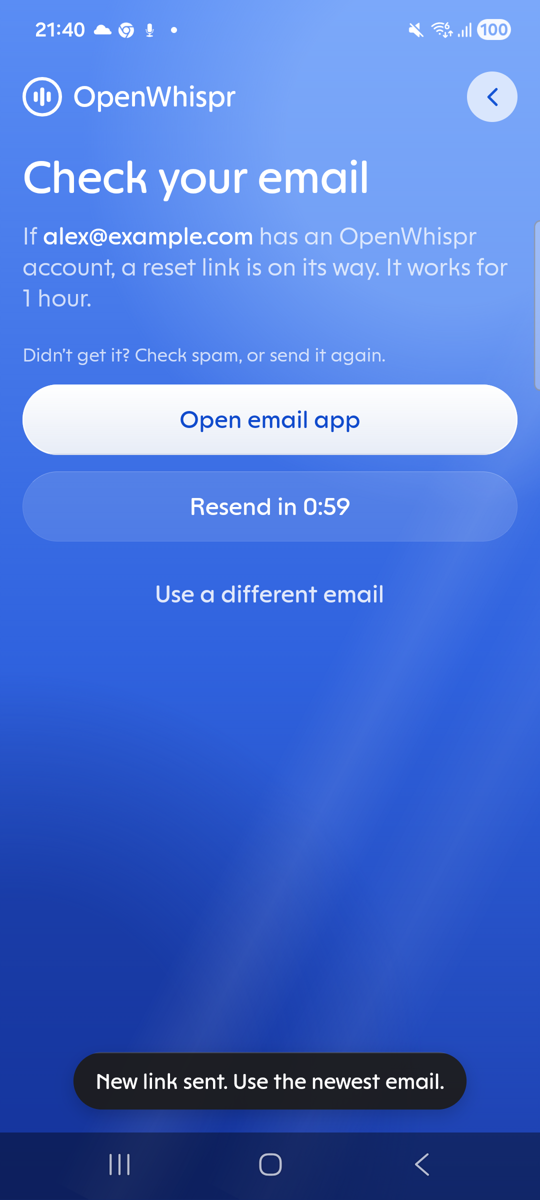 21:40
100
OpenWhispr
Check your email
If alex@example.com has an OpenWhispr
account, a reset link is on its way. It works for
1 hour.
Didn't get it? Check spam, or send it again.
Open email app
Resend in 0:59
Use a different email
New link sent. Use the newest email.